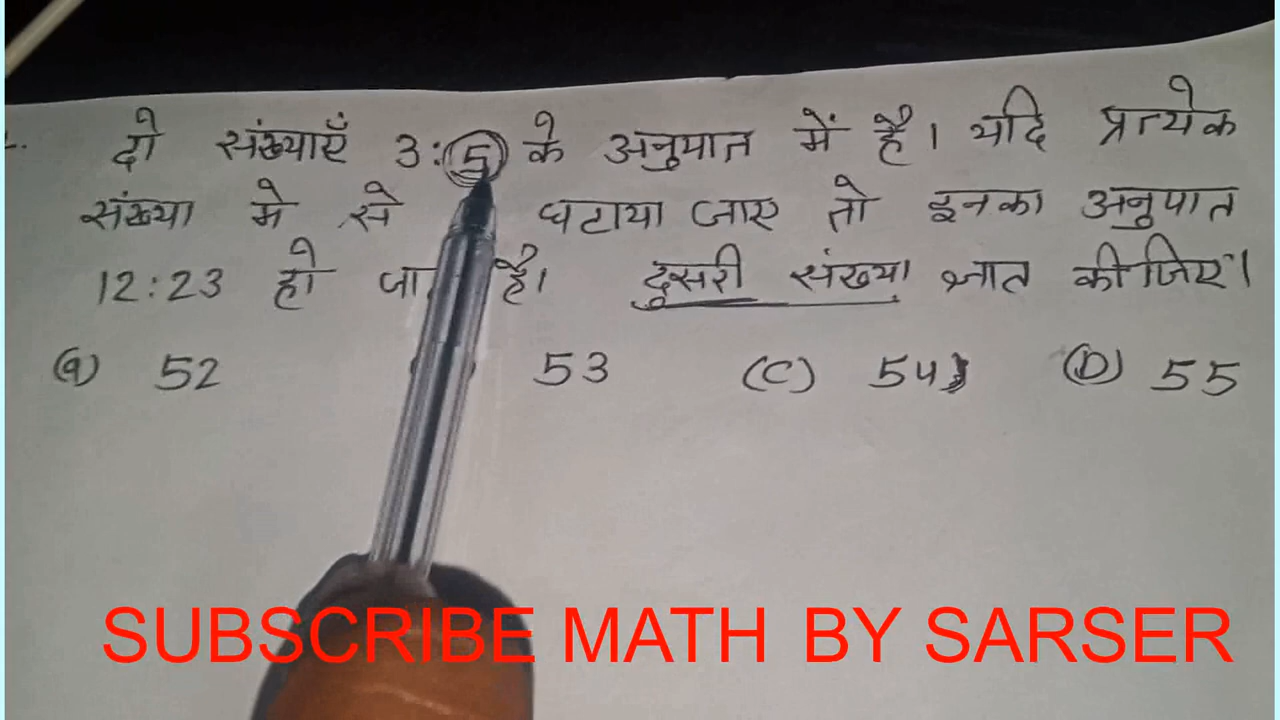 दो संख्याएँ 3:5 के अनुपात में है। यदि प्रत्येक
संख्या मे से घटाया जाए तो इनका अनुपात
12:23 हो है। दुसरी संख्या ज्ञात कीजिए।
(a) 52 53 (C) 54 (D) 55
SUBSCRIBE MATH BY SARSER